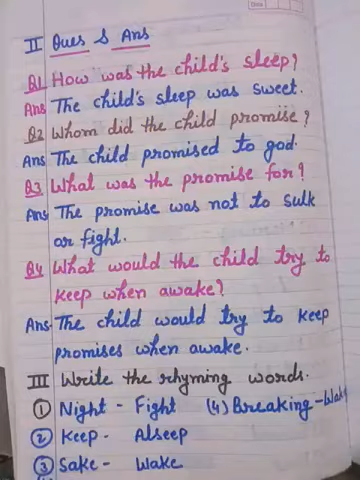 Date
II Ques & Ans
Q1 How was the child's sleep?
Ans The child's sleep was sweet.
Q2 Whom did the child promise?
Ans The child promised to god.
Q3 What was the promise for?
Ans The promise was not to sulk
or fight.
Q4 What would the child try to
keep when awake?
Ans- The child would try to keep
promises when awake.
III Write the rhyming words.
① Night - Fight (4) Breaking - Wak
② Keep - Alseep
③ Sake - Wake